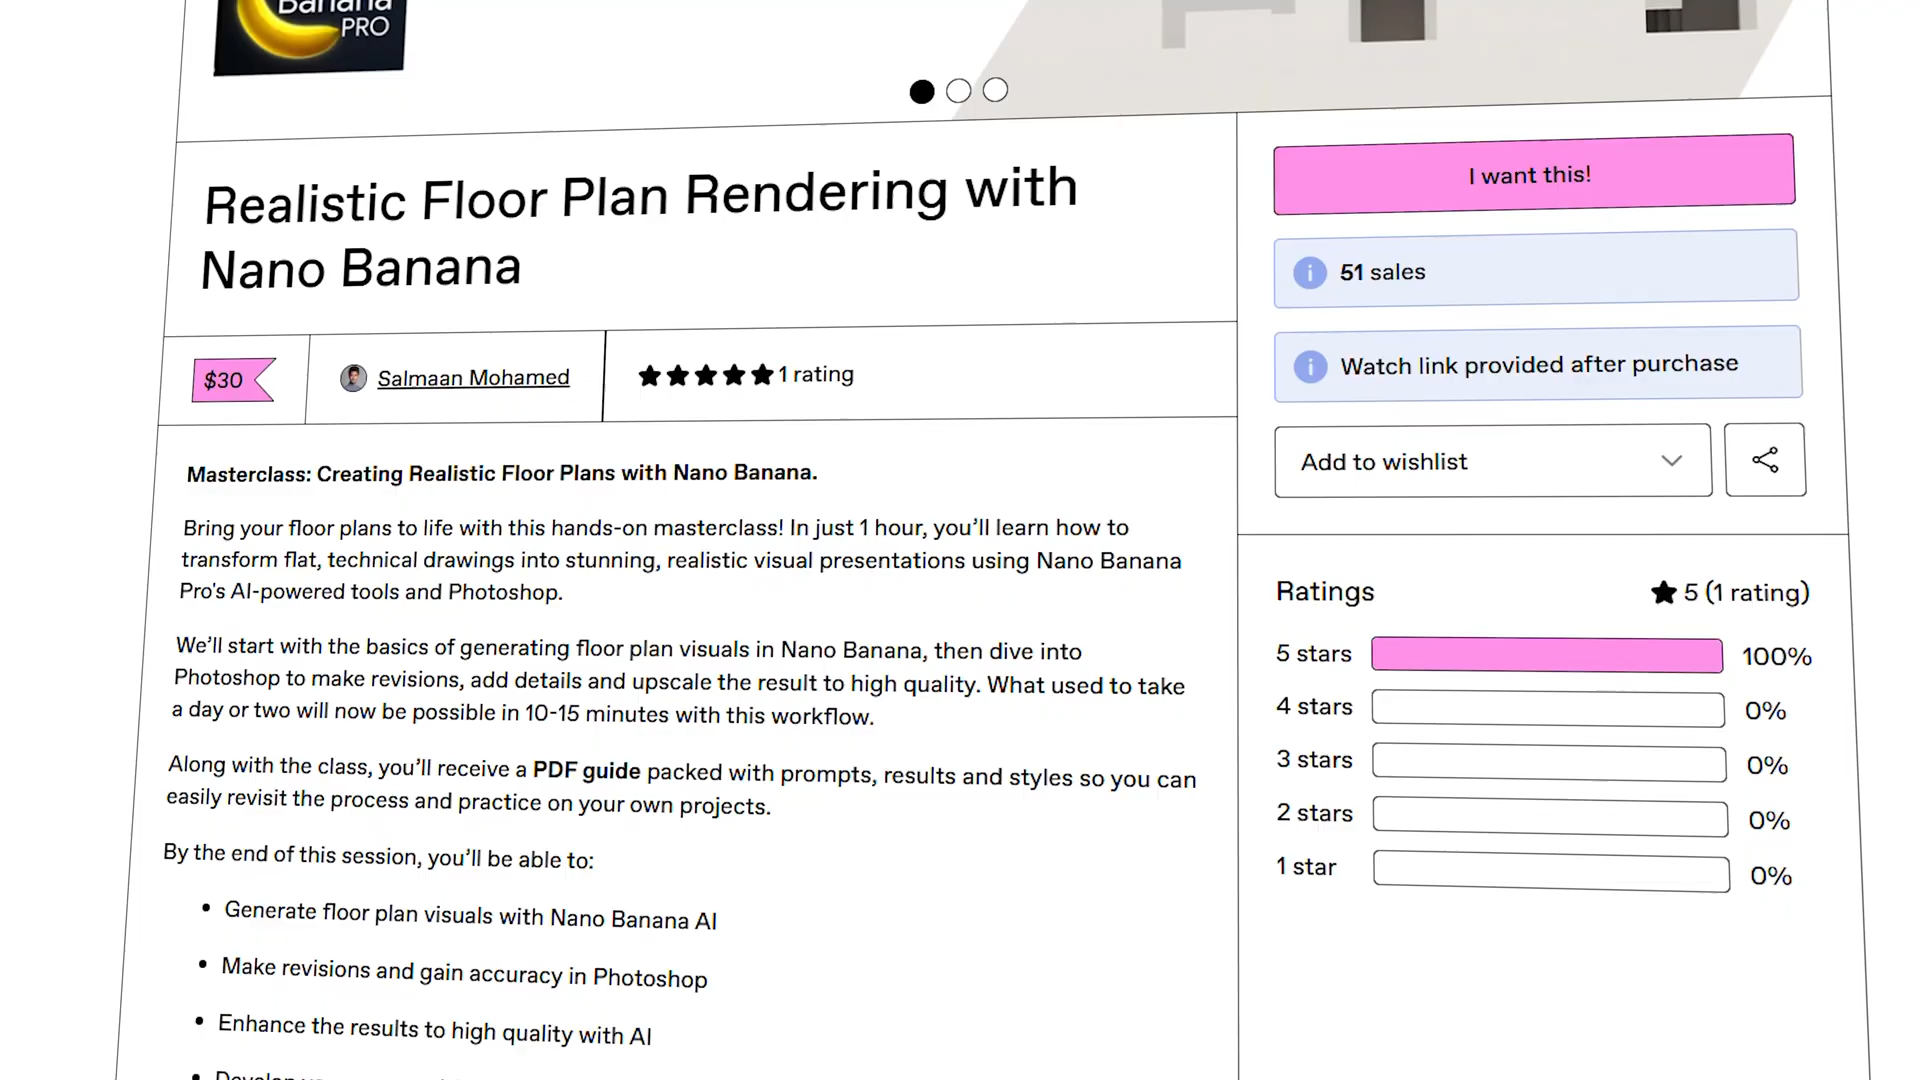 Banana
PRO
Realistic Floor Plan Rendering with
Nano Banana
$30
Salmaan Mohamed
1 rating
Masterclass: Creating Realistic Floor Plans with Nano Banana.
Bring your floor plans to life with this hands-on masterclass! In just 1 hour, you’ll learn how to
transform flat, technical drawings into stunning, realistic visual presentations using Nano Banana
Pro's AI-powered tools and Photoshop.
We’ll start with the basics of generating floor plan visuals in Nano Banana, then dive into
Photoshop to make revisions, add details and upscale the result to high quality. What used to take
a day or two will now be possible in 10-15 minutes with this workflow.
Along with the class, you’ll receive a PDF guide packed with prompts, results and styles so you can
easily revisit the process and practice on your own projects.
By the end of this session, you’ll be able to:
• Generate floor plan visuals with Nano Banana AI
• Make revisions and gain accuracy in Photoshop
• Enhance the results to high quality with AI
• Develop
I want this!
51 sales
Watch link provided after purchase
Add to wishlist
Ratings
5 (1 rating)
5 stars 100%
4 stars 0%
3 stars 0%
2 stars 0%
1 star 0%